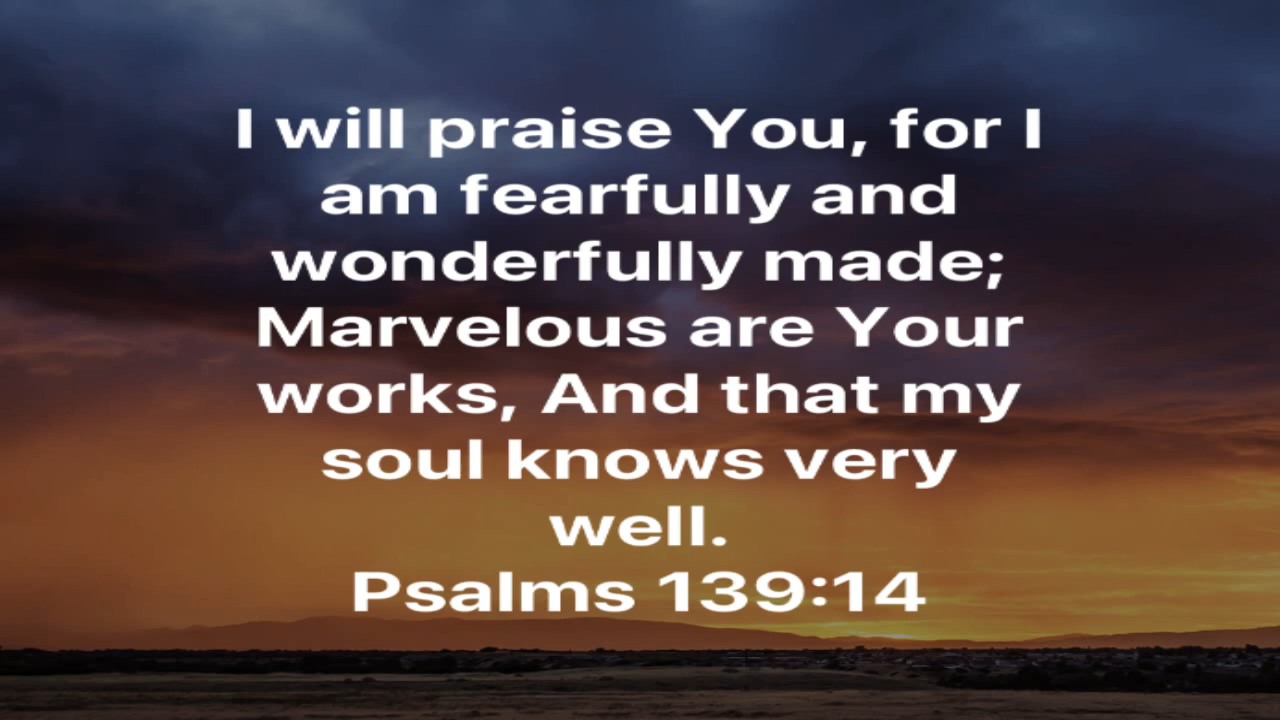 I will praise You, for I
am fearfully and
wonderfully made;
Marvelous are Your
works, And that my
soul knows very
well.
Psalms 139:14